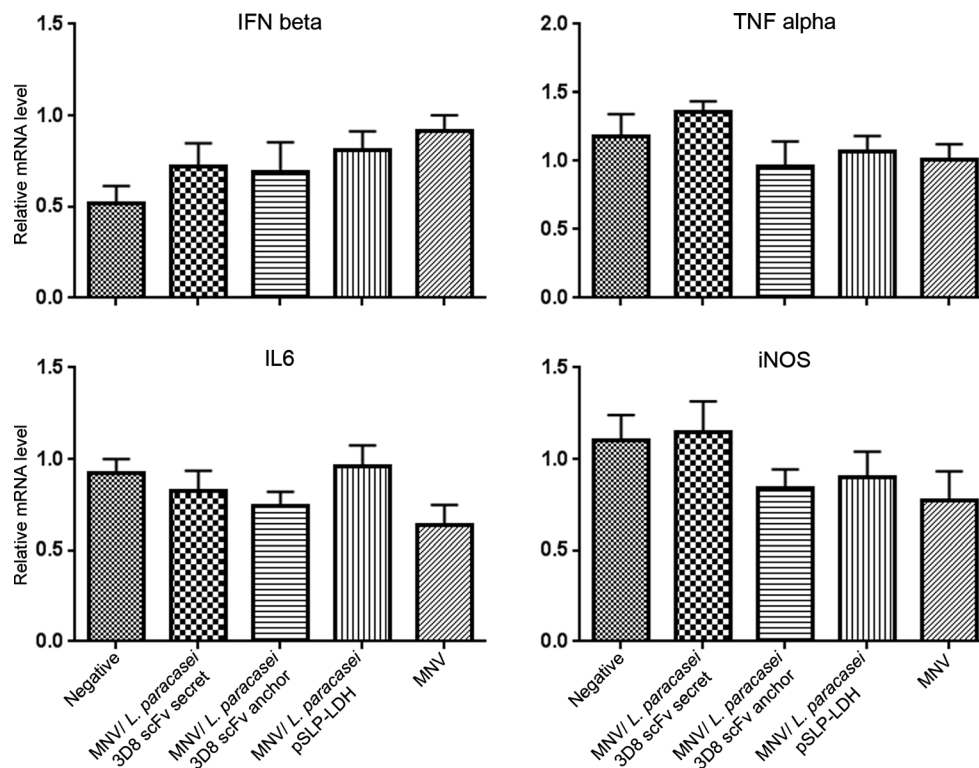 IFN beta
Relative mRNA level
1.5
1.0
0.5
0.0
TNF alpha
2.0
1.5
1.0
0.5
0.0
IL6
Relative mRNA level
1.5
1.0
0.5
0.0
Negative
MNV/ L. paracasei
3D8 scFv secret
MNV/ L. paracasei
3D8 scFv anchor
MNV/ L. paracasei
pSLP-LDH
MNV
iNOS
1.5
1.0
0.5
0.0
Negative
MNV/ L. paracasei
3D8 scFv secret
MNV/ L. paracasei
3D8 scFv anchor
MNV/ L. paracasei
pSLP-LDH
MNV